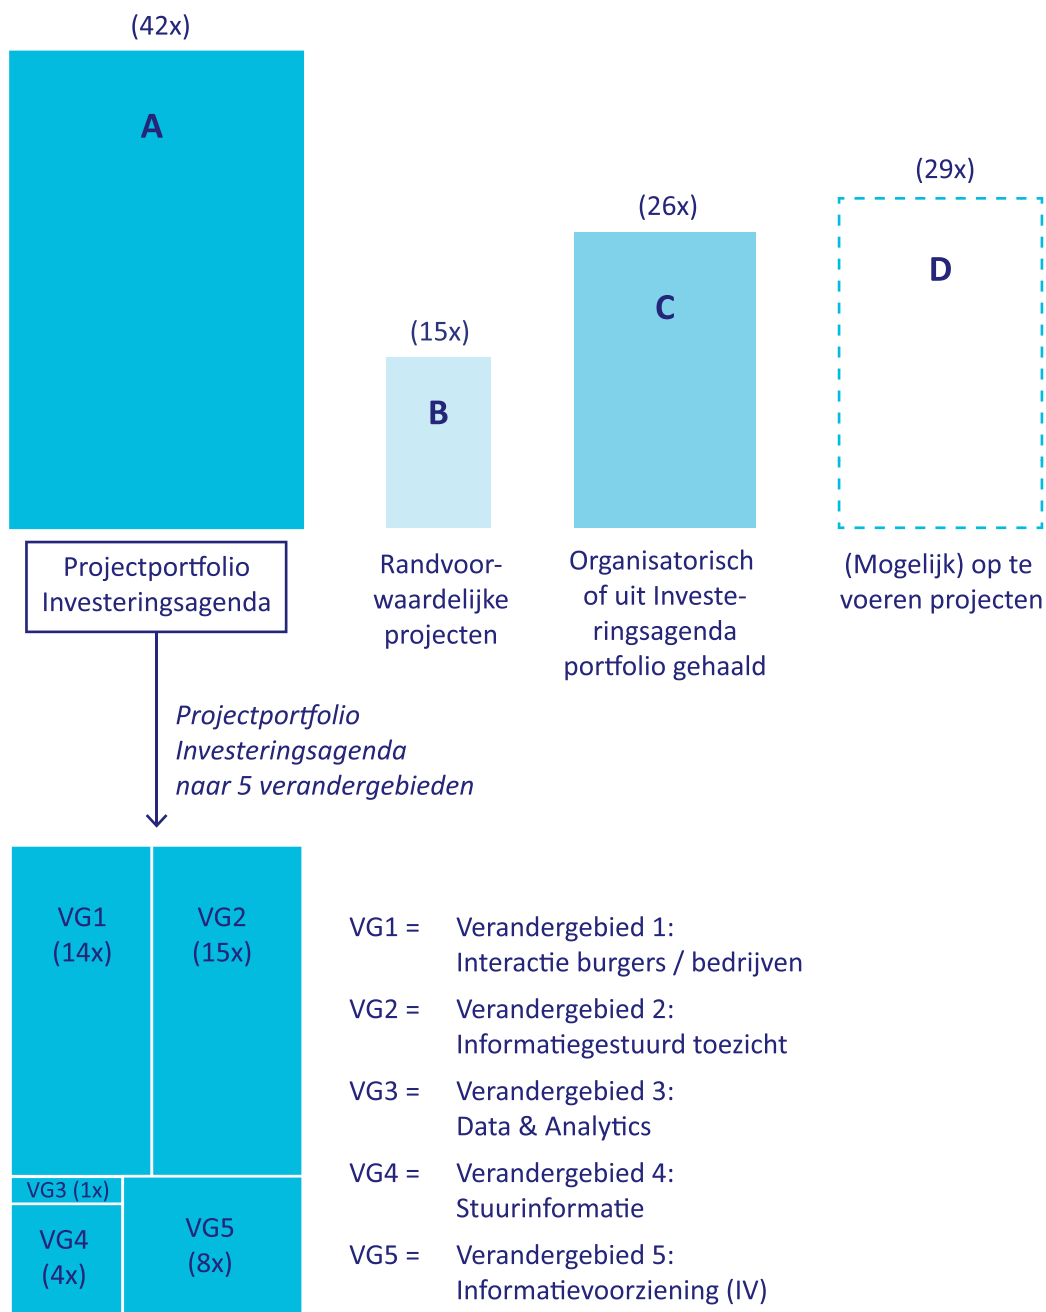 (42x)
A
(29x)
D
(26x)
C
(15x)
B
Projectportfolio
Investeringsagenda
Randvoor-
waardelijke
projecten
Organisatorisch
of uit Investe-
ringsagenda
portfolio gehaald
(Mogelijk) op te
voeren projecten
Projectportfolio
Investeringsagenda
naar 5 verandergebieden
VG1
(14x)
VG2
(15x)
VG3 (1x)
VG4
(4x)
VG5
(8x)
VG1 = Verandergebied 1:
Interactie burgers / bedrijven
VG2 = Verandergebied 2:
Informatiegestuurd toezicht
VG3 = Verandergebied 3:
Data & Analytics
VG4 = Verandergebied 4:
Stuurinformatie
VG5 = Verandergebied 5:
Informatievoorziening (IV)